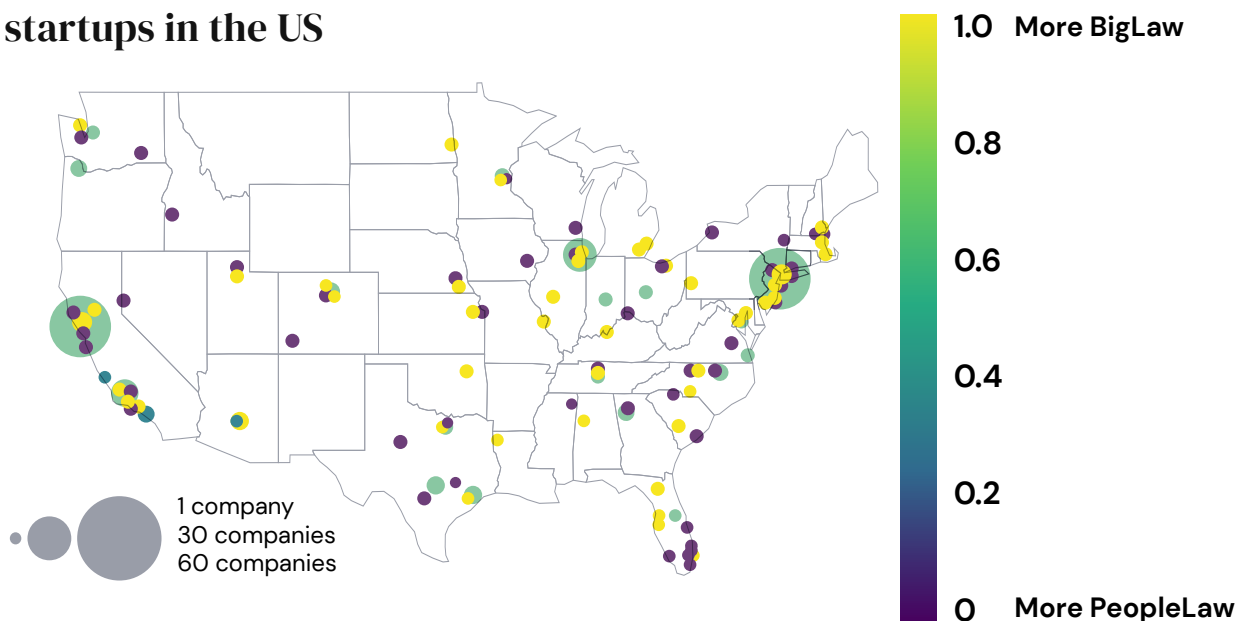 startups in the US
1.0 More BigLaw
0.8
0.6
0.4
0.2
0 More PeopleLaw
1 company
30 companies
60 companies